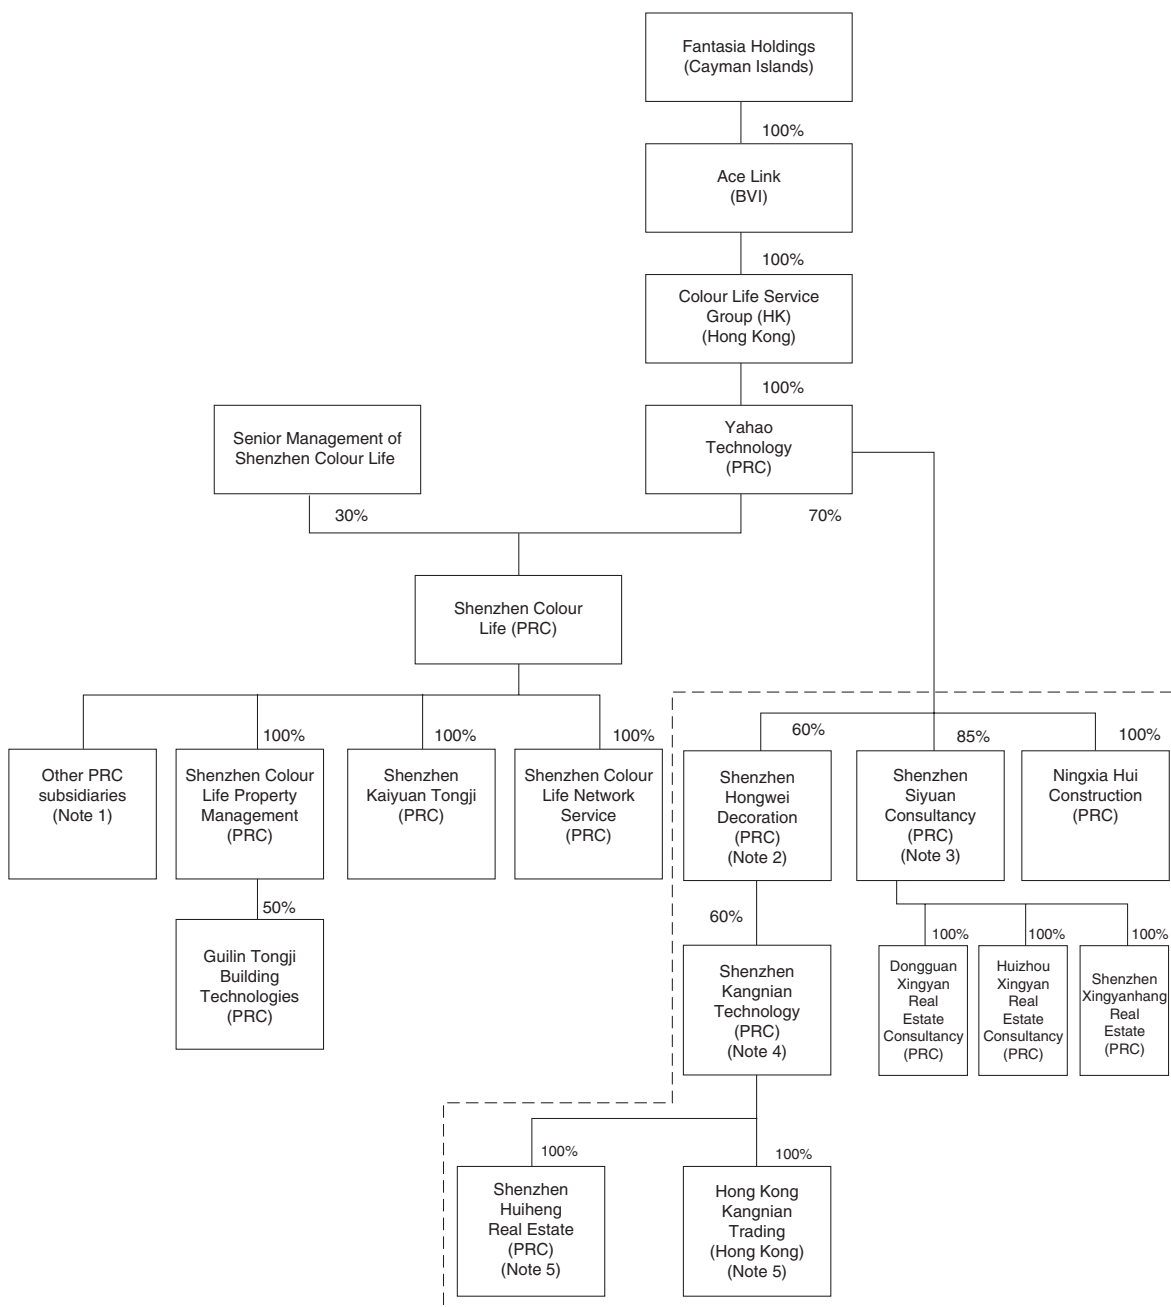 Fantasia Holdings
(Cayman Islands)
100%
Ace Link
(BVI)
100%
Colour Life Service
Group (HK)
(Hong Kong)
100%
Senior Management of
Shenzhen Colour Life
Yahao
Technology
(PRC)
30%
70%
Shenzhen Colour
Life (PRC)
100%
100%
100%
60%
85%
100%
Other PRC
subsidiaries
(Note 1)
Shenzhen Colour
Life Property
Management
(PRC)
Shenzhen
Kaiyuan Tongji
(PRC)
Shenzhen Colour
Life Network
Service
(PRC)
Shenzhen
Hongwei
Decoration
(PRC)
(Note 2)
Shenzhen
Siyuan
Consultancy
(PRC)
(Note 3)
Ningxia Hui
Construction
(PRC)
50%
60%
100%
100%
100%
Guilin Tongji
Building
Technologies
(PRC)
Shenzhen
Kangnian
Technology
(PRC)
(Note 4)
Dongguan
Xingyan
Real
Estate
Consultancy
(PRC)
Huizhou
Xingyan
Real
Estate
Consultancy
(PRC)
Shenzhen
Xingyanhang
Real
Estate
(PRC)
100%
100%
Shenzhen
Huiheng
Real Estate
(PRC)
(Note 5)
Hong Kong
Kangnian
Trading
(Hong Kong)
(Note 5)